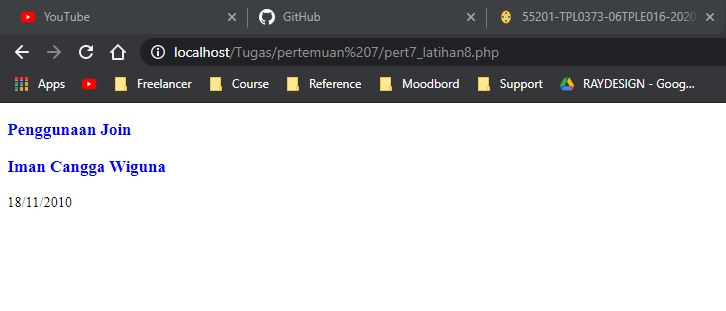 YouTube
GitHub
55201-TPL0373-06TPLE016-2020
localhost/Tugas/pertemuan%207/pert7_latihan8.php
Apps Freelancer Course Reference Moodbord Support RAYDESIGN - Goog...
Penggunaan Join
Iman Cangga Wiguna
18/11/2010